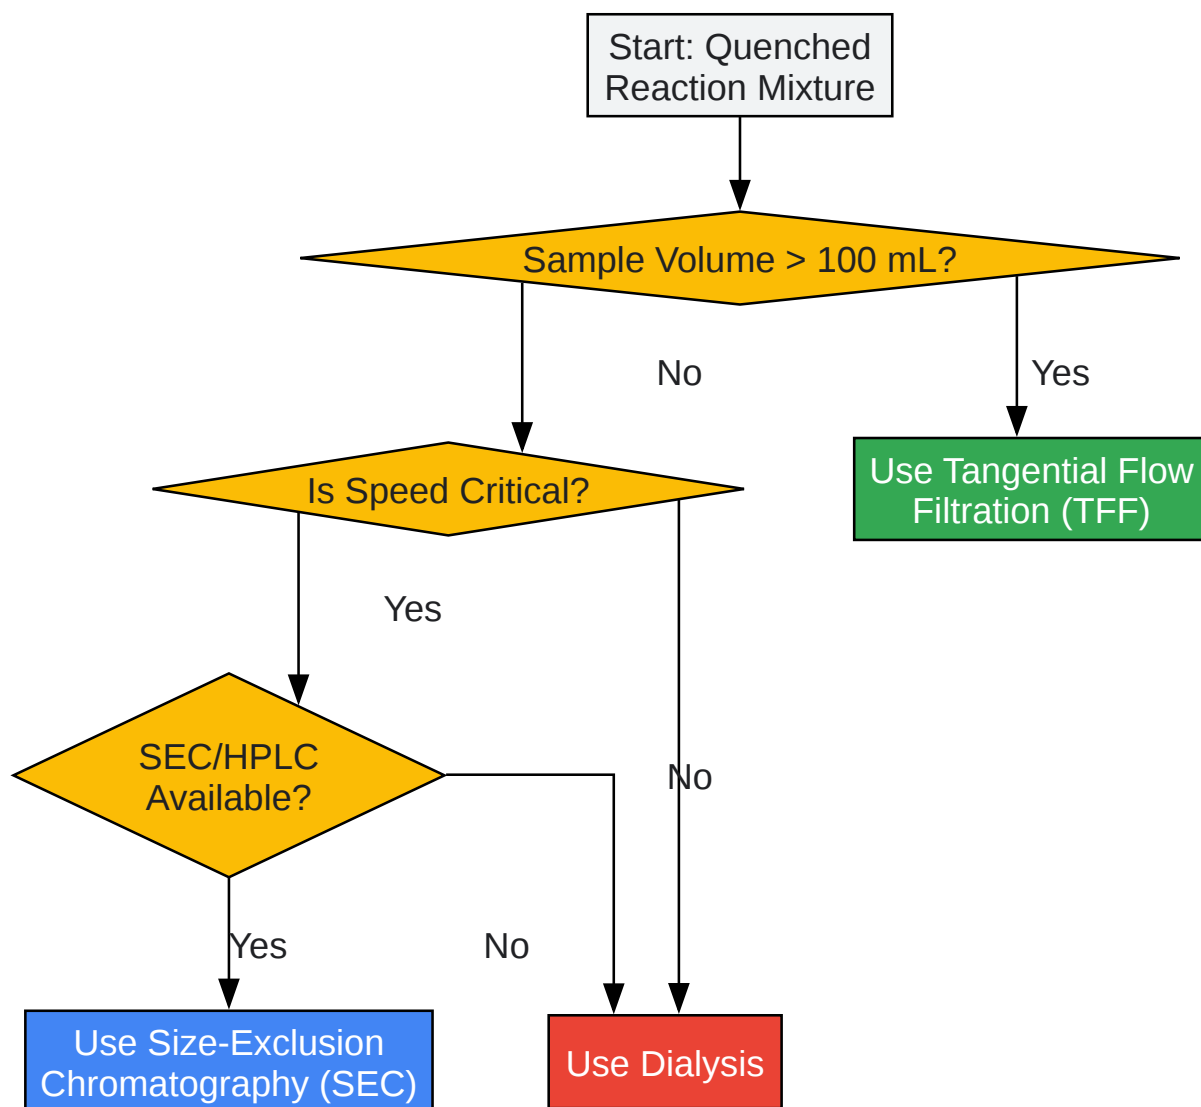 Start: Quenched
Reaction Mixture
Sample Volume > 100 mL?
No
Yes
Is Speed Critical?
Use Tangential Flow
Filtration (TFF)
Yes
SEC/HPLC
Available?
No
Yes
No
Use Size-Exclusion
Chromatography (SEC)
Use Dialysis